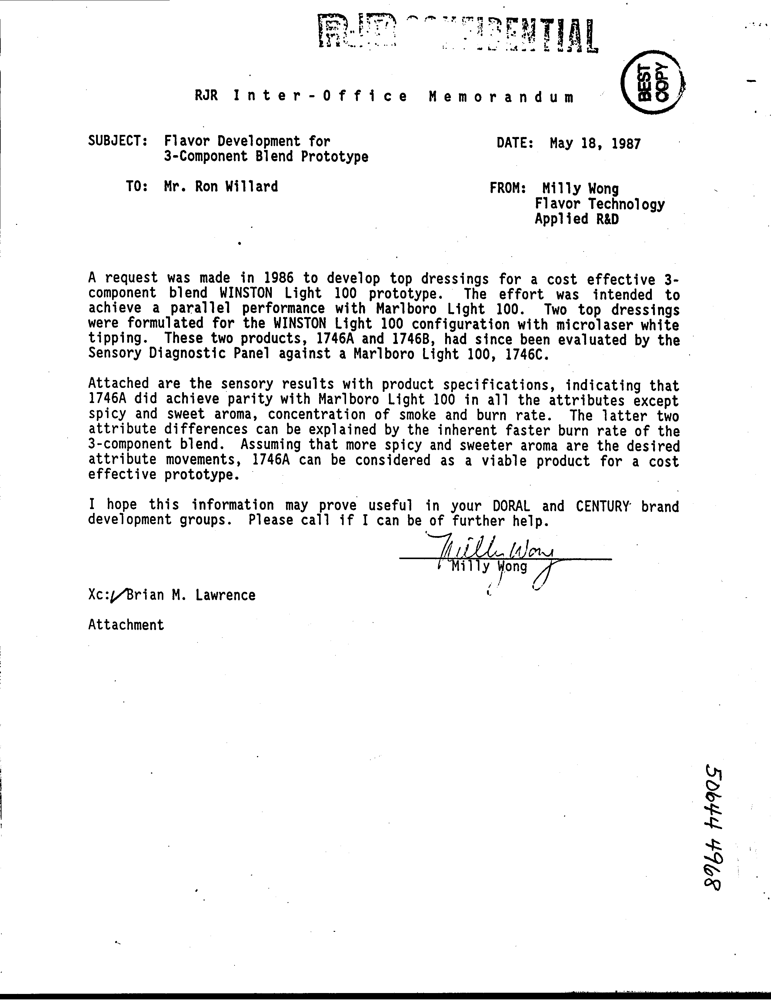 RJR CONFIDENTIAL
BEST
COPY
RJR Inter-Office Memorandum
SUBJECT: Flavor Development for
3-Component Blend Prototype
DATE: May 18, 1987
TO: Mr. Ron Willard
FROM: Milly Wong
Flavor Technology
Applied R&D
A request was made in 1986 to develop top dressings for a cost effective 3-
component blend WINSTON Light 100 prototype. The effort was intended to
achieve a parallel performance with Marlboro Light 100. Two top dressings
were formulated for the WINSTON Light 100 configuration with microlaser white
tipping. These two products, 1746A and 1746B, had since been evaluated by the
Sensory Diagnostic Panel against a Marlboro Light 100, 1746C.
Attached are the sensory results with product specifications, indicating that
1746A did achieve parity with Marlboro Light 100 in all the attributes except
spicy and sweet aroma, concentration of smoke and burn rate. The latter two
attribute differences can be explained by the inherent faster burn rate of the
3-component blend. Assuming that more spicy and sweeter aroma are the desired
attribute movements, 1746A can be considered as a viable product for a cost
effective prototype.
I hope this information may prove useful in your DORAL and CENTURY brand
development groups. Please call if I can be of further help.
Milly Wong
Milly Wong
Xc: Brian M. Lawrence
Attachment
50644 4968